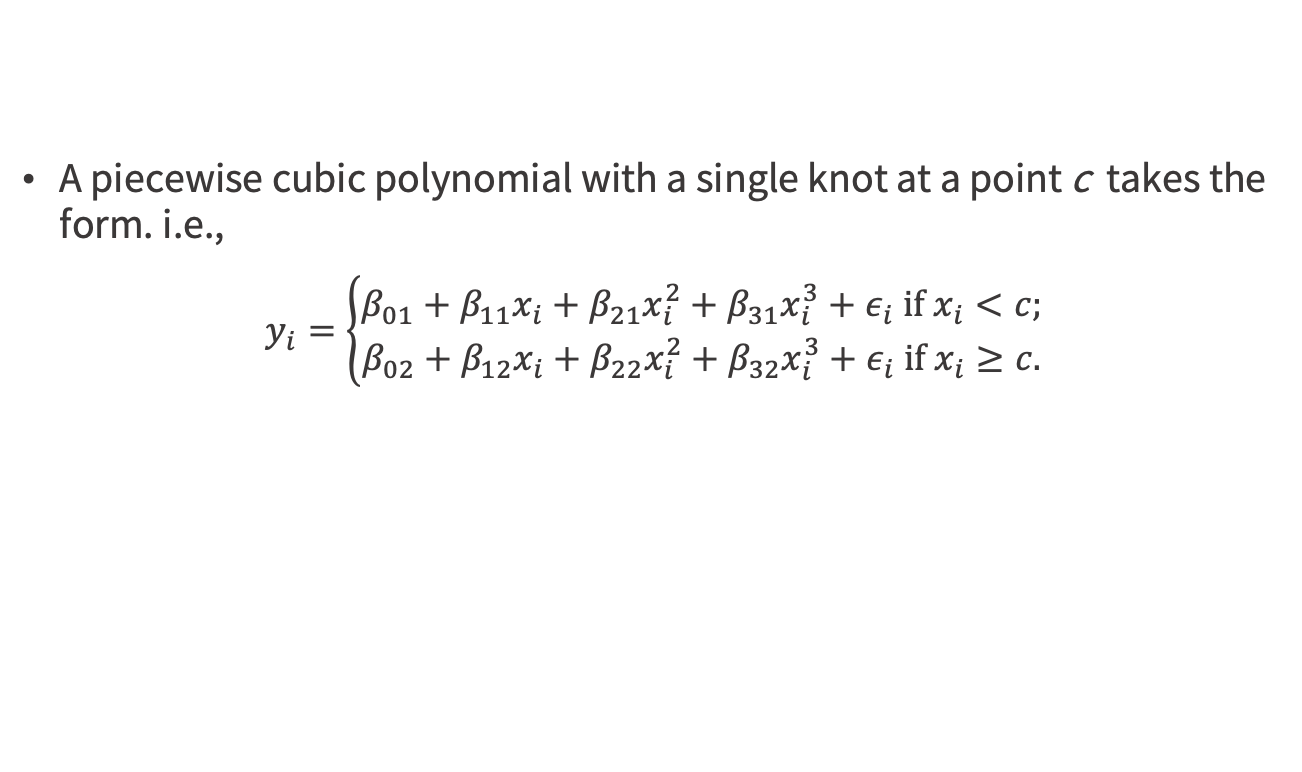 • A piecewise cubic polynomial with a single knot at a point c takes the
form. i.e.,
yᵢ = { β₀₁ + β₁₁xᵢ + β₂₁xᵢ² + β₃₁xᵢ³ + ϵᵢ if xᵢ < c;
β₀₂ + β₁₂xᵢ + β₂₂xᵢ² + β₃₂xᵢ³ + ϵᵢ if xᵢ ≥ c.